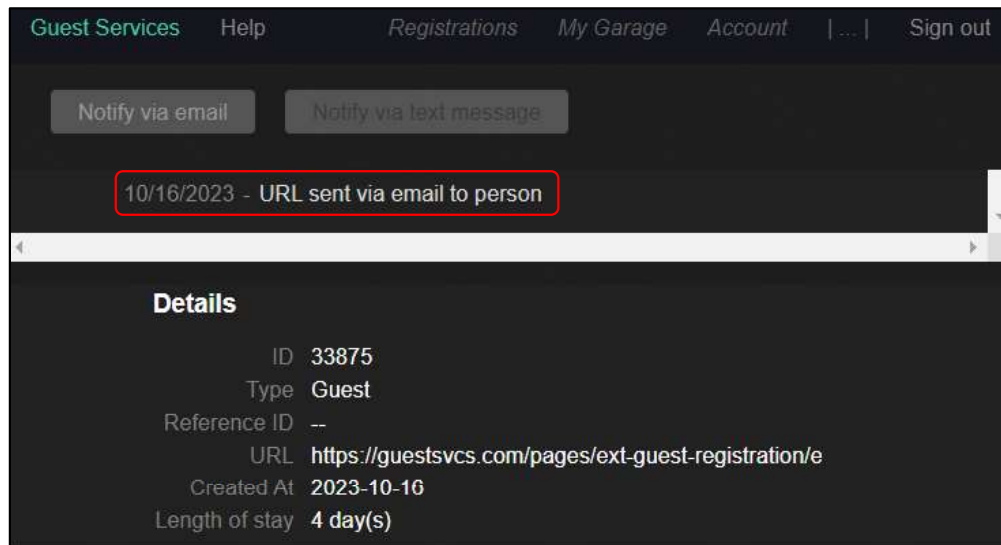 Guest Services Help Registrations My Garage Account | ... | Sign out
Notify via email Notify via text message
10/16/2023 - URL sent via email to person
Details
ID 33875
Type Guest
Reference ID --
URL https://guestsvcs.com/pages/ext-guest-registration/e
Created At 2023-10-16
Length of stay 4 day(s)